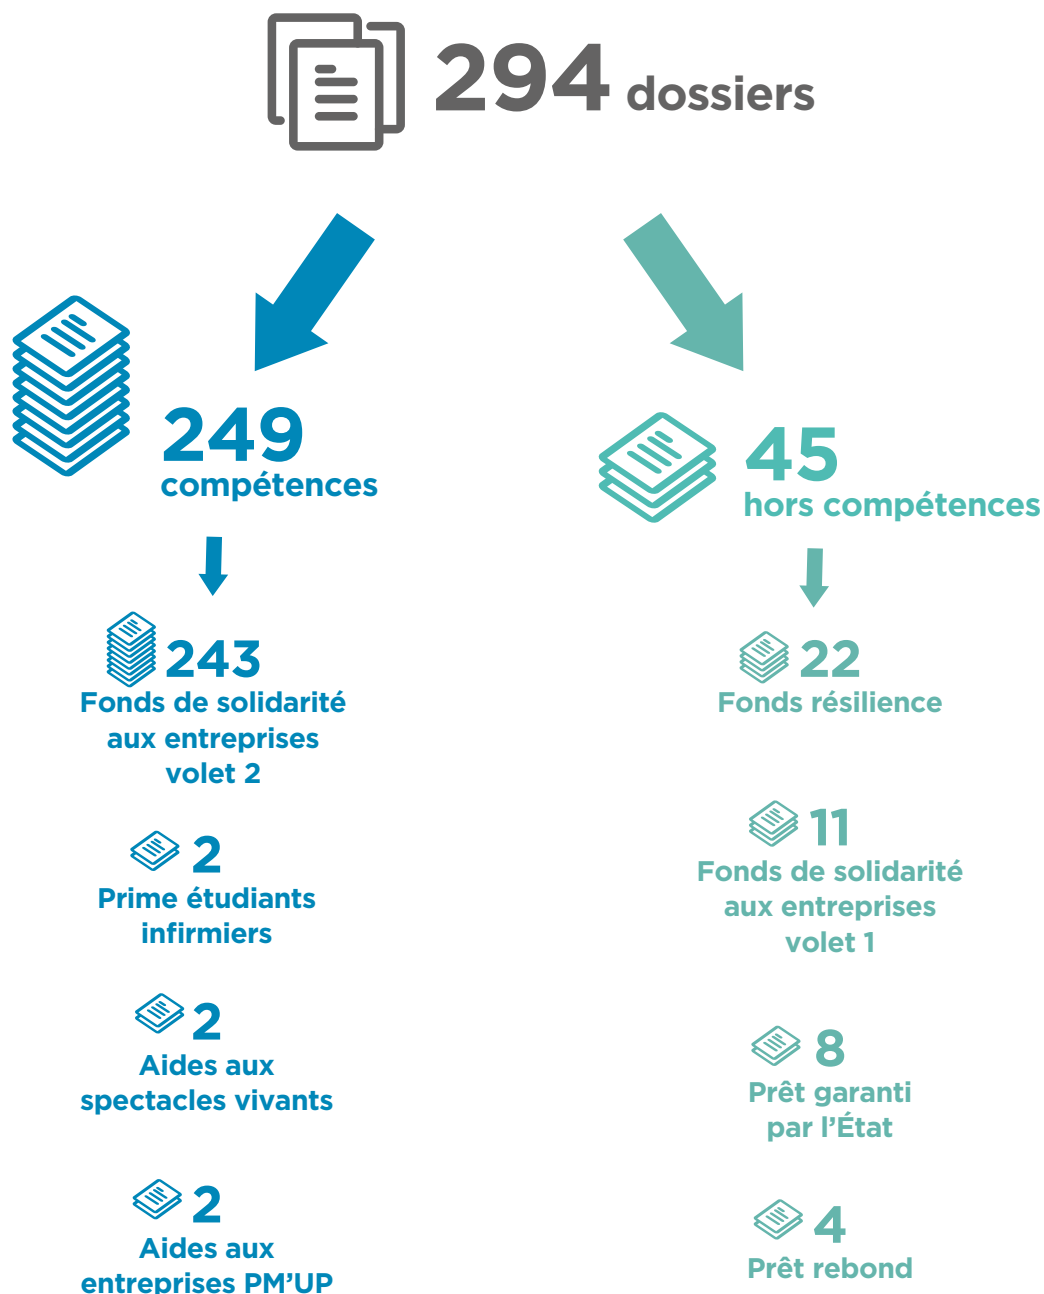 294 dossiers
249
compétences
243
Fonds de solidarité
aux entreprises
volet 2
2
Prime étudiants
infirmiers
2
Aides aux
spectacles vivants
2
Aides aux
entreprises PM'UP
45
hors compétences
22
Fonds résilience
11
Fonds de solidarité
aux entreprises
volet 1
8
Prêt garanti
par l'État
4
Prêt rebond